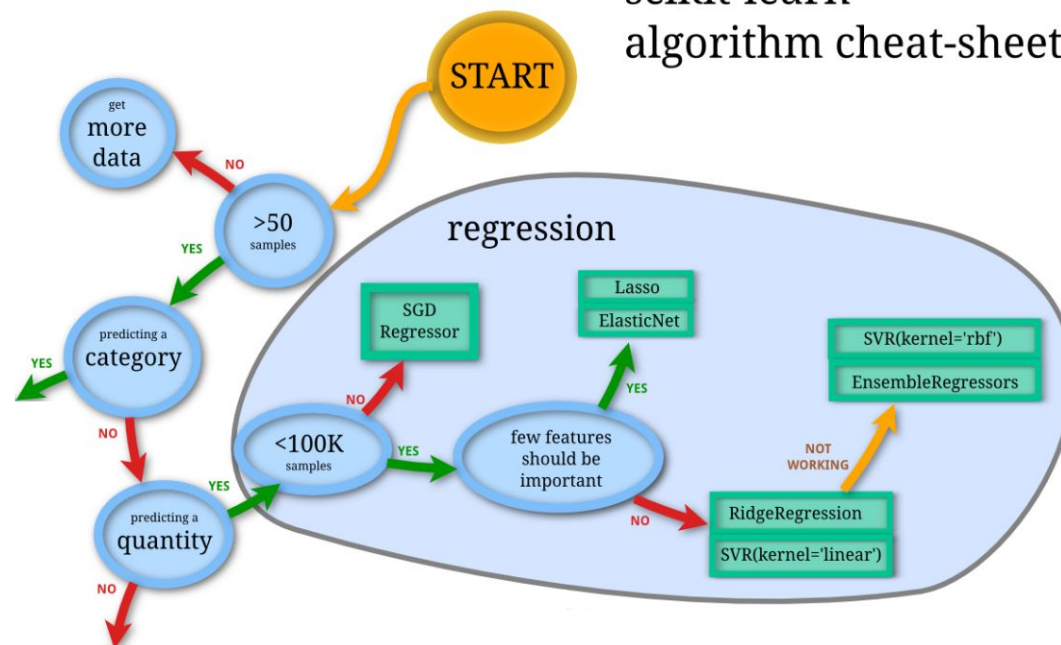 scikit-learn
algorithm cheat-sheet
START
get
more
data
NO
>50
samples
YES
predicting a
category
YES
NO
predicting a
quantity
YES
NO
regression
SGD
Regressor
NO
<100K
samples
YES
few features
should be
important
YES
Lasso
ElasticNet
NO
RidgeRegression
SVR(kernel='linear')
NOT
WORKING
SVR(kernel='rbf')
EnsembleRegressors